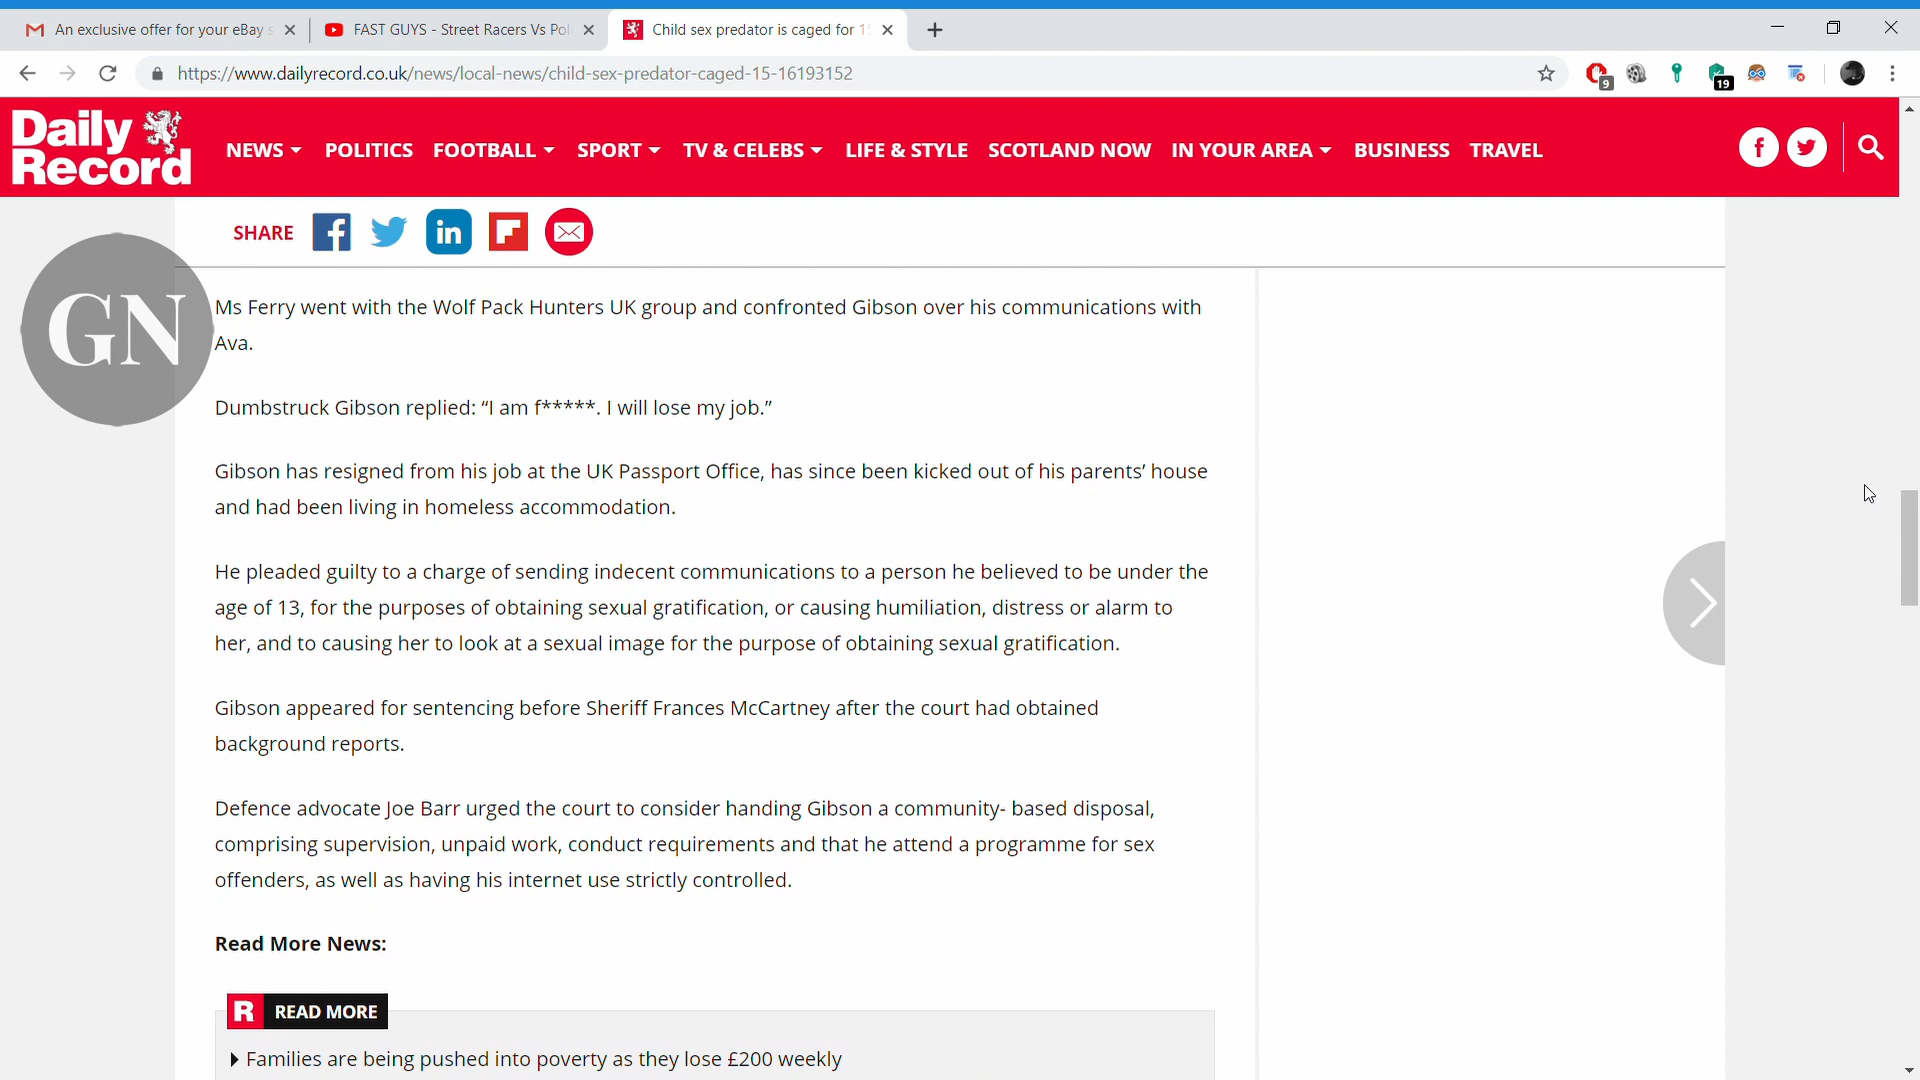 An exclusive offer for your eBay s
FAST GUYS - Street Racers Vs Pol
Child sex predator is caged for 1
https://www.dailyrecord.co.uk/news/local-news/child-sex-predator-caged-15-16193152
9
19
Daily
Record
NEWS
POLITICS
FOOTBALL
SPORT
TV & CELEBS
LIFE & STYLE
SCOTLAND NOW
IN YOUR AREA
BUSINESS
TRAVEL
SHARE
GN
Ms Ferry went with the Wolf Pack Hunters UK group and confronted Gibson over his communications with
Ava.
Dumbstruck Gibson replied: “I am f*****. I will lose my job.”
Gibson has resigned from his job at the UK Passport Office, has since been kicked out of his parents’ house
and had been living in homeless accommodation.
He pleaded guilty to a charge of sending indecent communications to a person he believed to be under the
age of 13, for the purposes of obtaining sexual gratification, or causing humiliation, distress or alarm to
her, and to causing her to look at a sexual image for the purpose of obtaining sexual gratification.
Gibson appeared for sentencing before Sheriff Frances McCartney after the court had obtained
background reports.
Defence advocate Joe Barr urged the court to consider handing Gibson a community- based disposal,
comprising supervision, unpaid work, conduct requirements and that he attend a programme for sex
offenders, as well as having his internet use strictly controlled.
Read More News:
R READ MORE
Families are being pushed into poverty as they lose £200 weekly